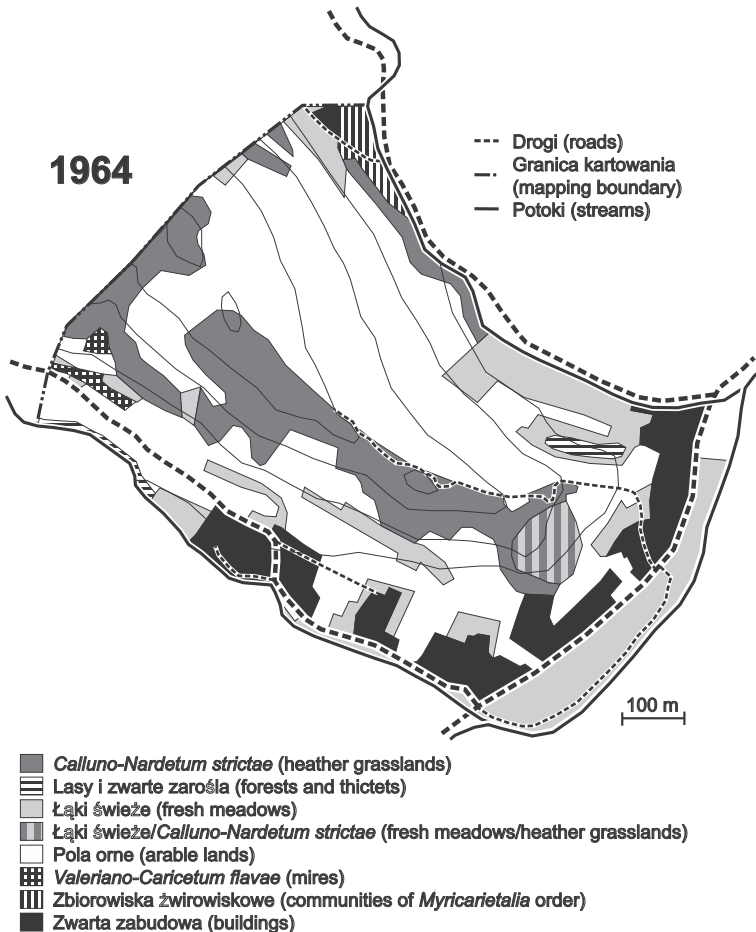 1964
Drogi (roads)
Granica kartowania
(mapping boundary)
Potoki (streams)
100 m
Calluno-Nardetum strictae (heather grasslands)
Lasy i zwarte zarośla (forests and thictets)
Łąki świeże (fresh meadows)
Łąki świeże/Calluno-Nardetum strictae (fresh meadows/heather grasslands)
Pola orne (arable lands)
Valeriano-Caricetum flavae (mires)
Zbiorowiska żwirowiskowe (communities of Myricarietalia order)
Zwarta zabudowa (buildings)